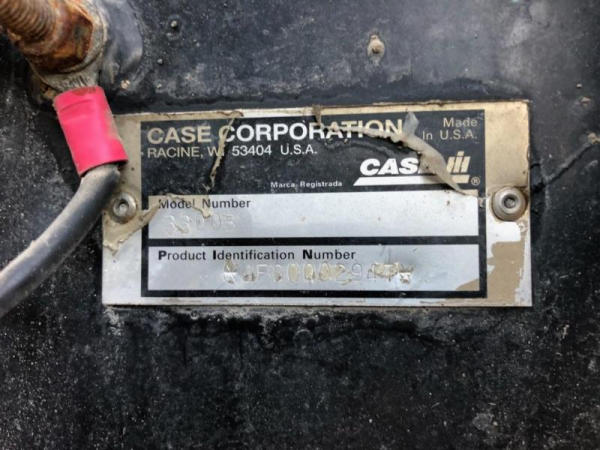 CASE CORPORATION
RACINE, WI 53404 U.S.A.
Made
In U.S.A.
CASE IH ®
Marca Registrada
Model Number
Product Identification Number